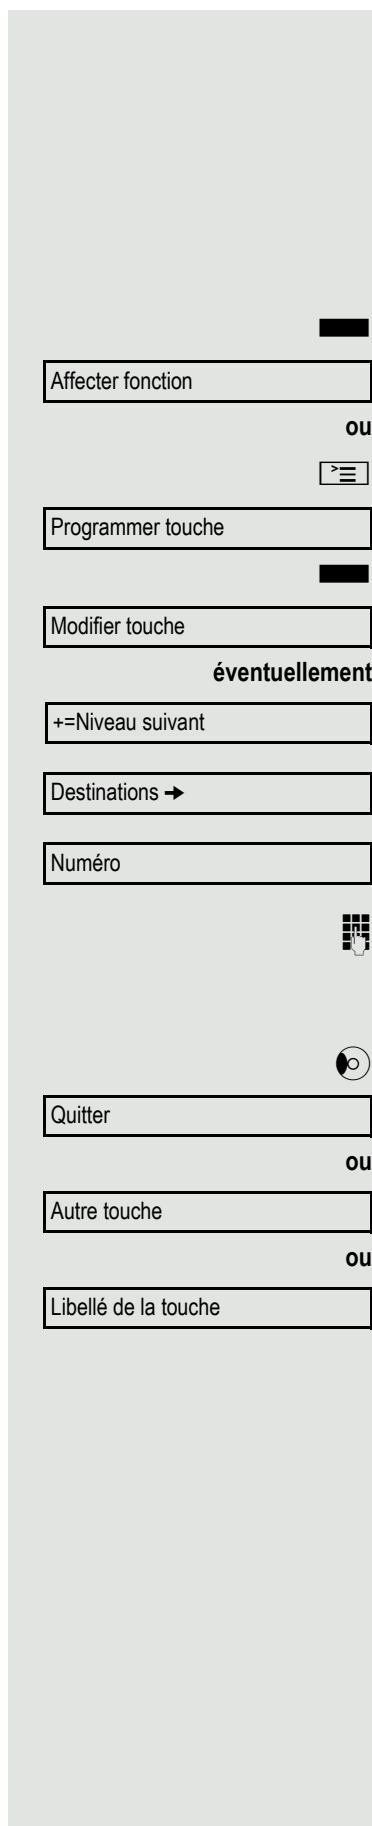 Affecter fonction
ou
Programmer touche
Modifier touche
éventuellement
+=Niveau suivant
Destinations →
Numéro
Quitter
ou
Autre touche
ou
Libellé de la touche